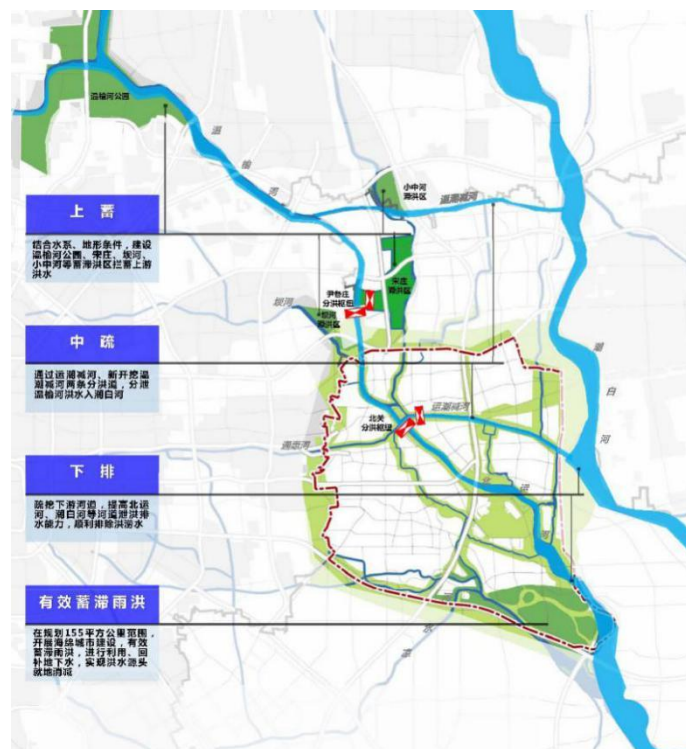 温榆河公园
温
榆
河
小中河
滞洪区
温潮减河
上蓄
结合水系、地形条件，建设
温榆河公园、宋庄、坝河、
小中河等蓄滞洪区拦蓄上游
洪水
宋庄
滞洪区
尹各庄
分洪枢纽
坝河
坝河
滞洪区
中疏
通过运潮减河、新开挖温
潮减河两条分洪道，分泄
温榆河洪水入潮白河
潮
白
河
运潮减河
北关
分洪枢纽
通惠河
北
运
河
下排
疏挖下游河道，提高北运
河、潮白河等河道泄洪排
水能力，顺利排除洪涝水
有效蓄滞雨洪
在规划155平方公里范围，
开展海绵城市建设，有效
蓄滞雨洪，进行利用、回
补地下水，实现洪水源头
就地消减
凉
水